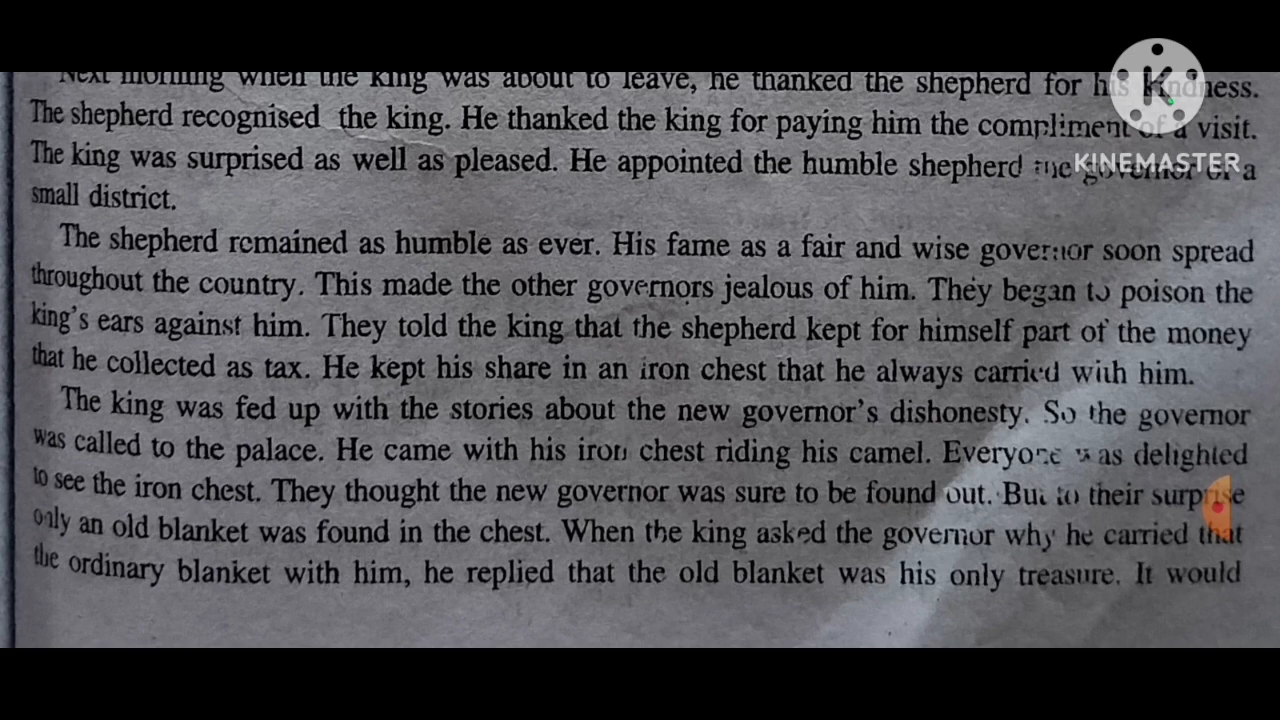 Next morning when the king was about to leave, he thanked the shepherd for his kindness.
The shepherd recognised the king. He thanked the king for paying him the compliment of a visit.
The king was surprised as well as pleased. He appointed the humble shepherd the governor of a
small district.
The shepherd remained as humble as ever. His fame as a fair and wise governor soon spread
throughout the country. This made the other governors jealous of him. They began to poison the
king's ears against him. They told the king that the shepherd kept for himself part of the money
that he collected as tax. He kept his share in an iron chest that he always carried with him.
The king was fed up with the stories about the new governor's dishonesty. So the governor
was called to the palace. He came with his iron chest riding his camel. Everyone was delighted
to see the iron chest. They thought the new governor was sure to be found out. But to their surprise
only an old blanket was found in the chest. When the king asked the governor why he carried that
the ordinary blanket with him, he replied that the old blanket was his only treasure. It would
K
KINEMASTER